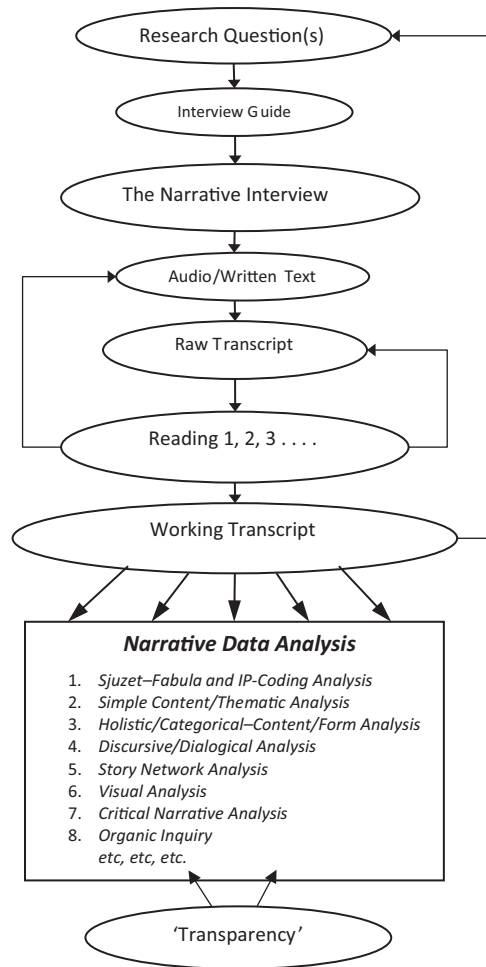 Research Question(s)
Interview Guide
The Narrative Interview
Audio/Written Text
Raw Transcript
Reading 1, 2, 3 . . . .
Working Transcript
Narrative Data Analysis
1. Sjuzet–Fabula and IP-Coding Analysis
2. Simple Content/Thematic Analysis
3. Holistic/Categorical–Content/Form Analysis
4. Discursive/Dialogical Analysis
5. Story Network Analysis
6. Visual Analysis
7. Critical Narrative Analysis
8. Organic Inquiry
etc, etc, etc.
‘Transparency’